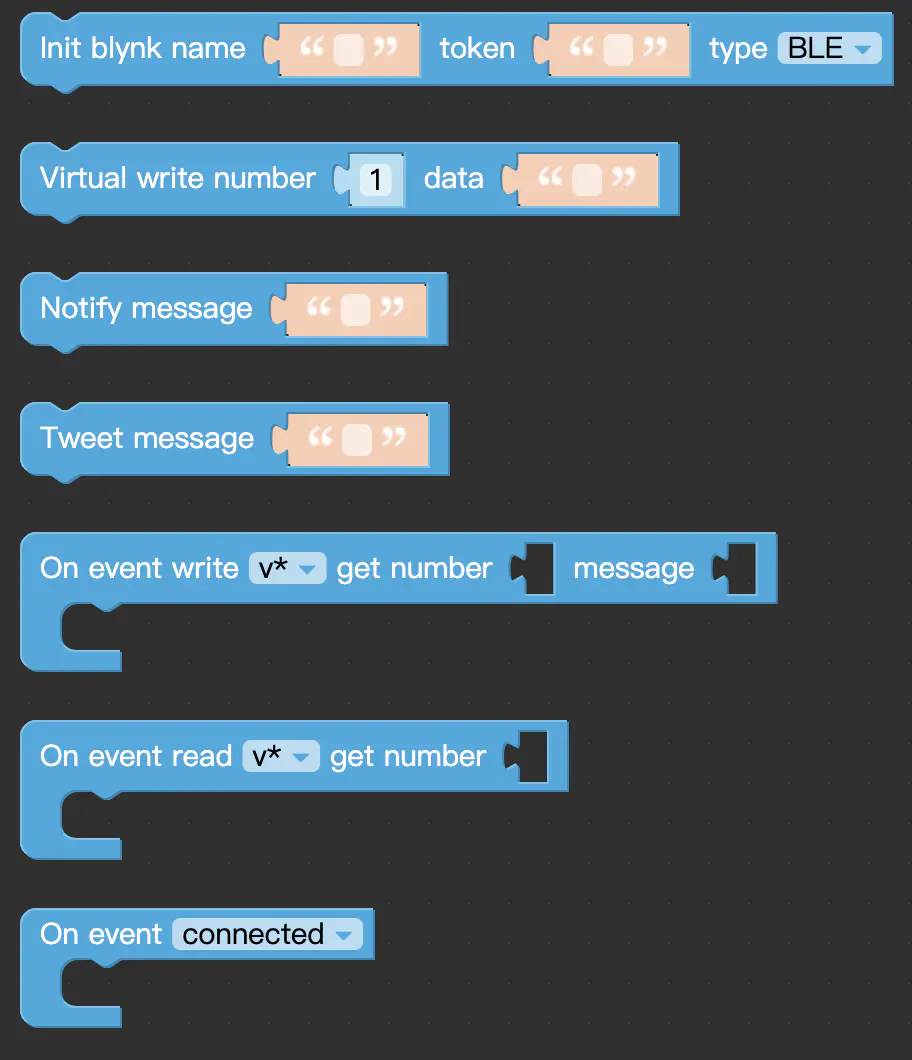 Init blynk name “ ” token “ ” type BLE
Virtual write number 1 data “ ”
Notify message “ ”
Tweet message “ ”
On event write v* get number message
On event read v* get number
On event connected